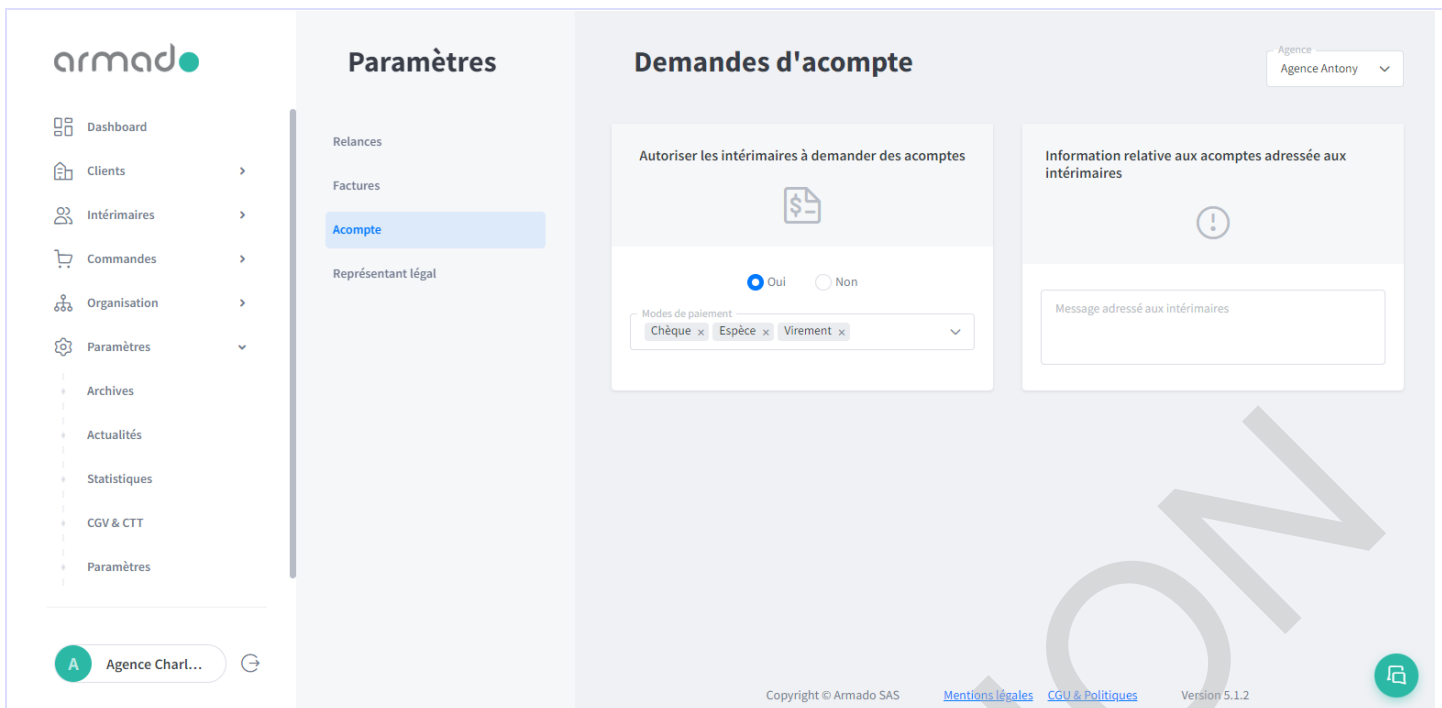 armado
Dashboard
Clients
Intérimaires
Commandes
Organisation
Paramètres
Archives
Actualités
Statistiques
CGV & CTT
Paramètres
A
Agence Charl...
Paramètres
Relances
Factures
Acompte
Représentant légal
Demandes d'acompte
Agence
Agence Antony
Autoriser les intérimaires à demander des acomptes
Oui
Non
Modes de paiement
Chèque × Espèce × Virement ×
Information relative aux acomptes adressée aux
intérimaires
Message adressé aux intérimaires
Copyright © Armado SAS
Mentions légales
CGU & Politiques
Version 5.1.2
ON